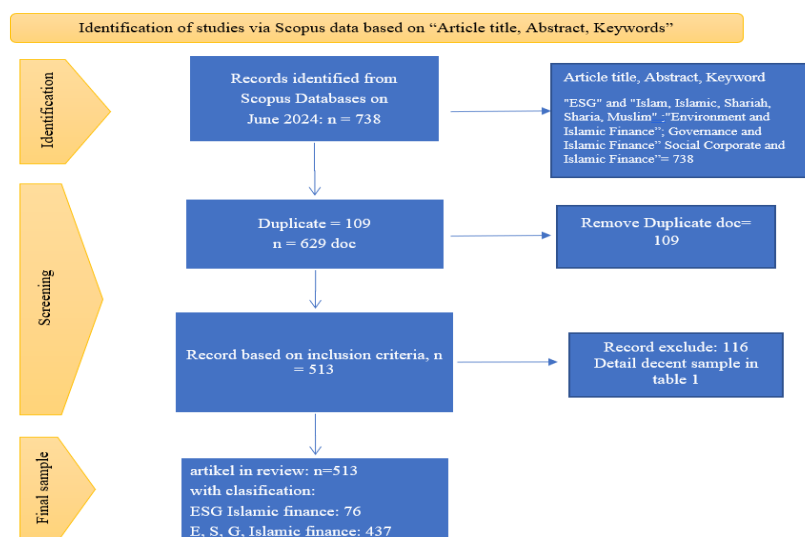 Identification of studies via Scopus data based on “Article title, Abstract, Keywords”
Identification
Records identified from
Scopus Databases on
June 2024: n = 738
Article title, Abstract, Keyword
"ESG" and "Islam, Islamic, Shariah,
Sharia, Muslim" :"Environment and
Islamic Finance”; Governance and
Islamic Finance” Social Corporate and
Islamic Finance”= 738
Screening
Duplicate = 109
n = 629 doc
Remove Duplicate doc=
109
Record based on inclusion criteria, n
= 513
Record exclude: 116
Detail decent sample in
table 1
Final sample
artikel in review: n=513
with clasification:
ESG Islamic finance: 76
E, S, G, Islamic finance: 437